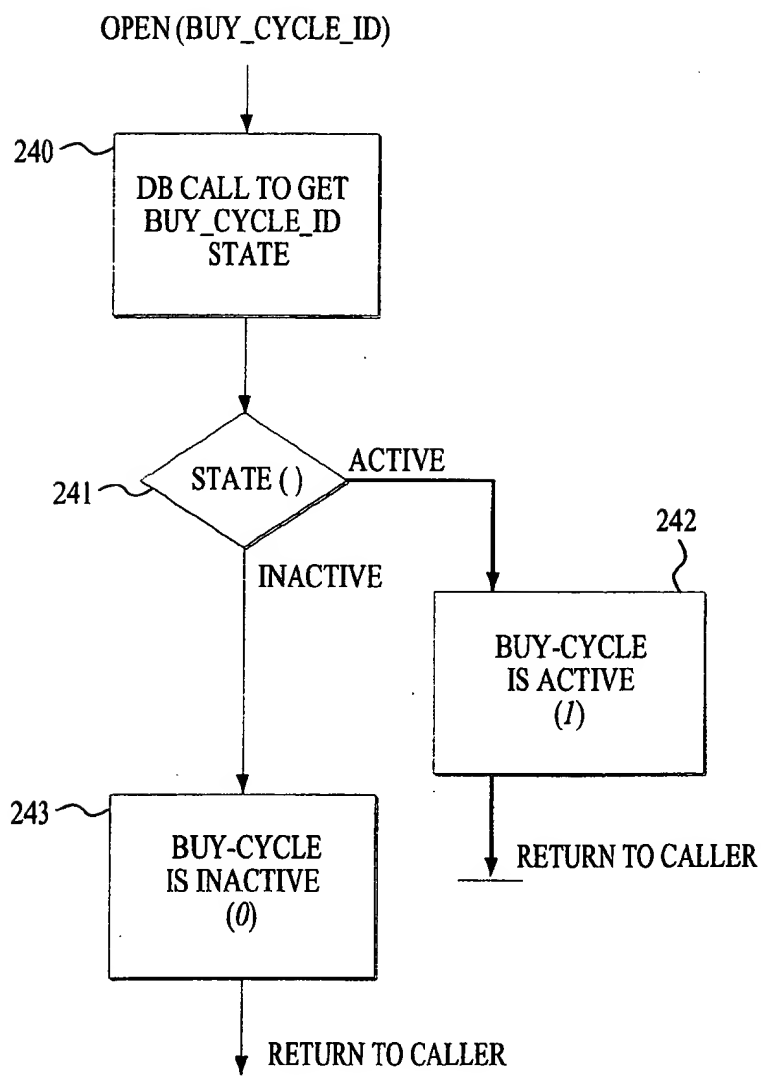 OPEN (BUY_CYCLE_ID)
240
DB CALL TO GET
BUY_CYCLE_ID
STATE
241
STATE ( )
ACTIVE
INACTIVE
242
BUY-CYCLE
IS ACTIVE
(1)
RETURN TO CALLER
243
BUY-CYCLE
IS INACTIVE
(0)
RETURN TO CALLER